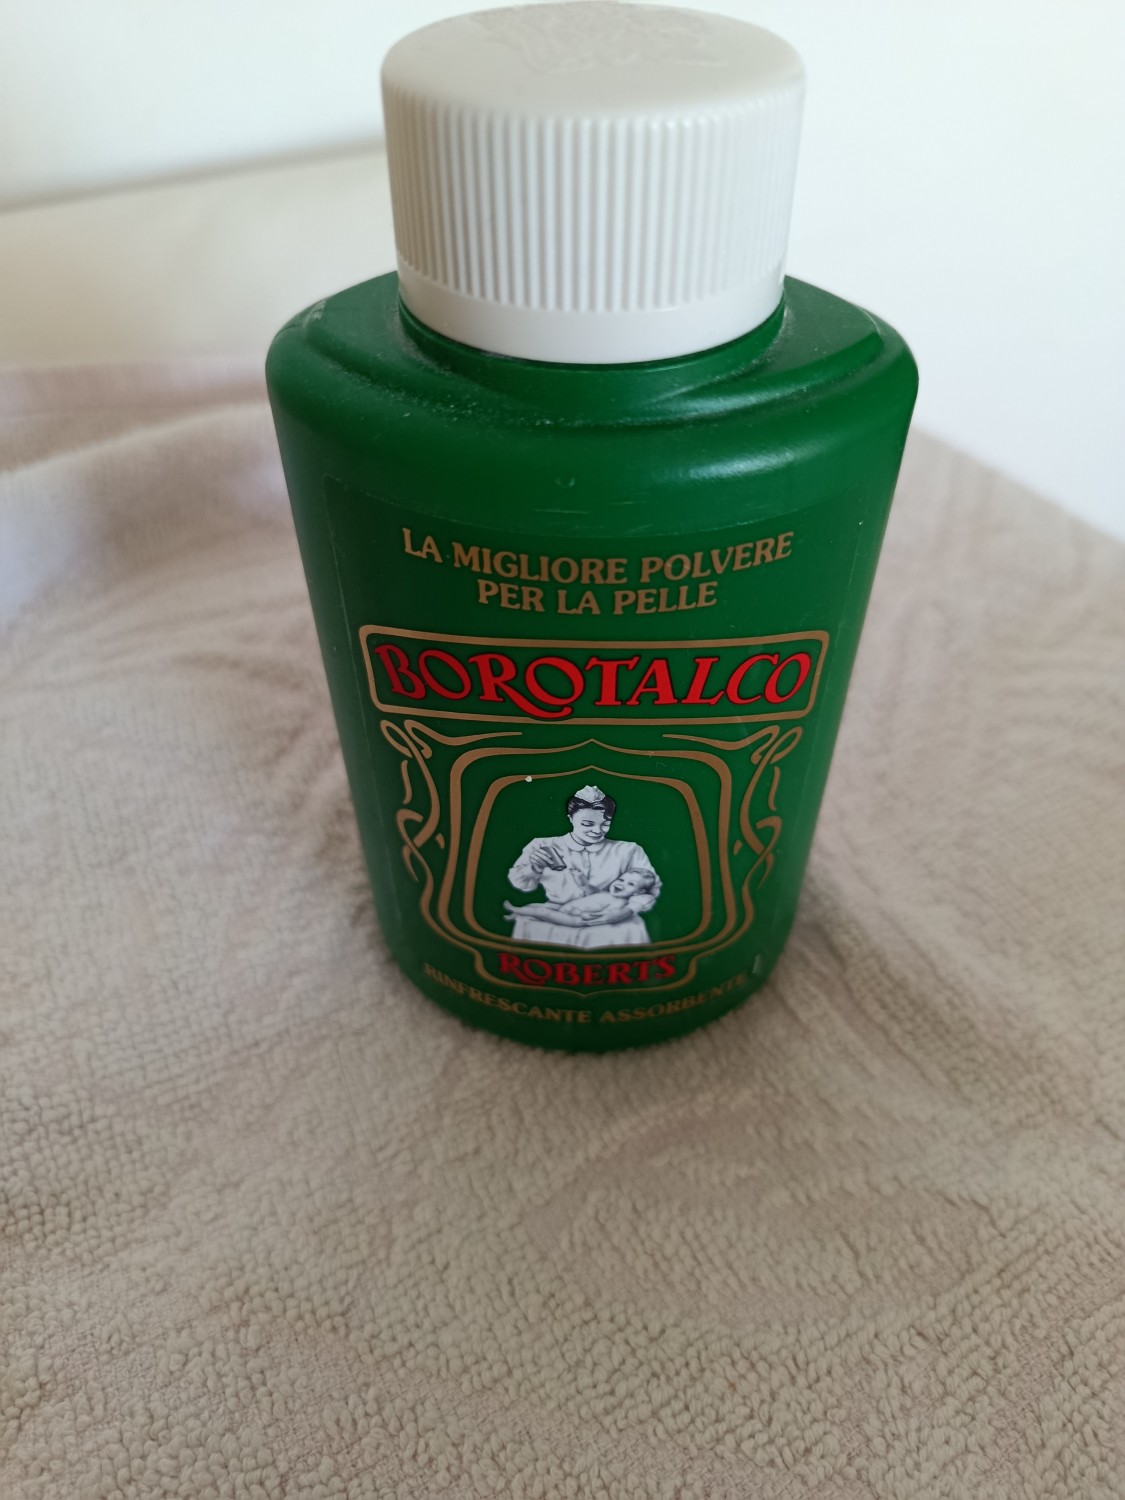 LA MIGLIORE POLVERE
PER LA PELLE
BOROTALCO
ROBERTS
RINFRESCANTE ASSORBENTE